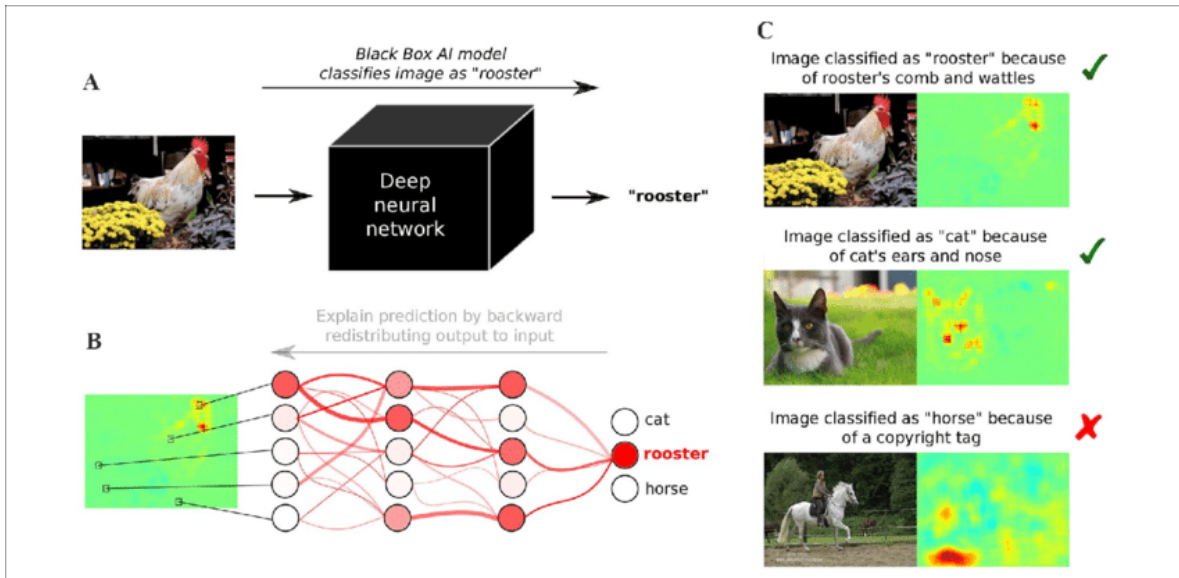 A
Black Box AI model
classifies image as "rooster"
Deep
neural
network
"rooster"
B
Explain prediction by backward
redistributing output to input
cat
rooster
horse
C
Image classified as "rooster" because
of rooster's comb and wattles
Image classified as "cat" because
of cat's ears and nose
Image classified as "horse" because
of a copyright tag